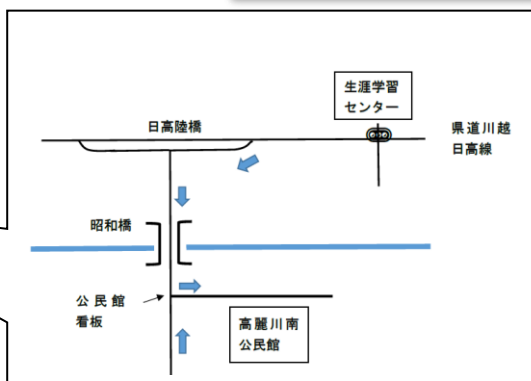 生涯学習
センター
日高陸橋
県道川越
日高線
昭和橋
公民館
看板
高麗川南
公民館